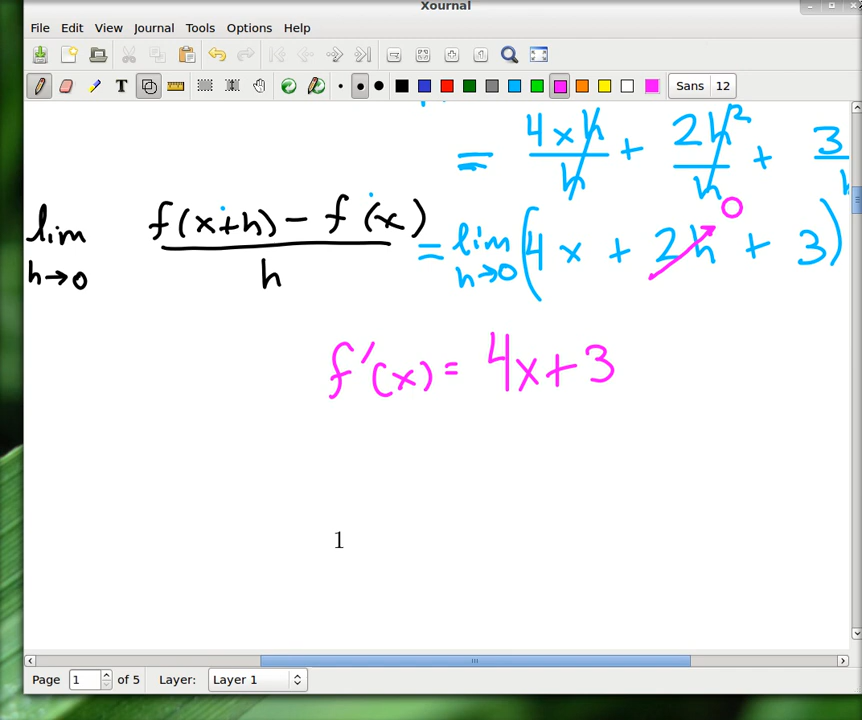 Xournal
File Edit View Journal Tools Options Help
T Sans 12
= 4xh/h + 2h²/h + 3
lim h→0 f(x+h) - f(x) / h = lim h→0 (4x + 2h + 3)
0
f'(x) = 4x+3
1
Page 1 of 5 Layer: Layer 1